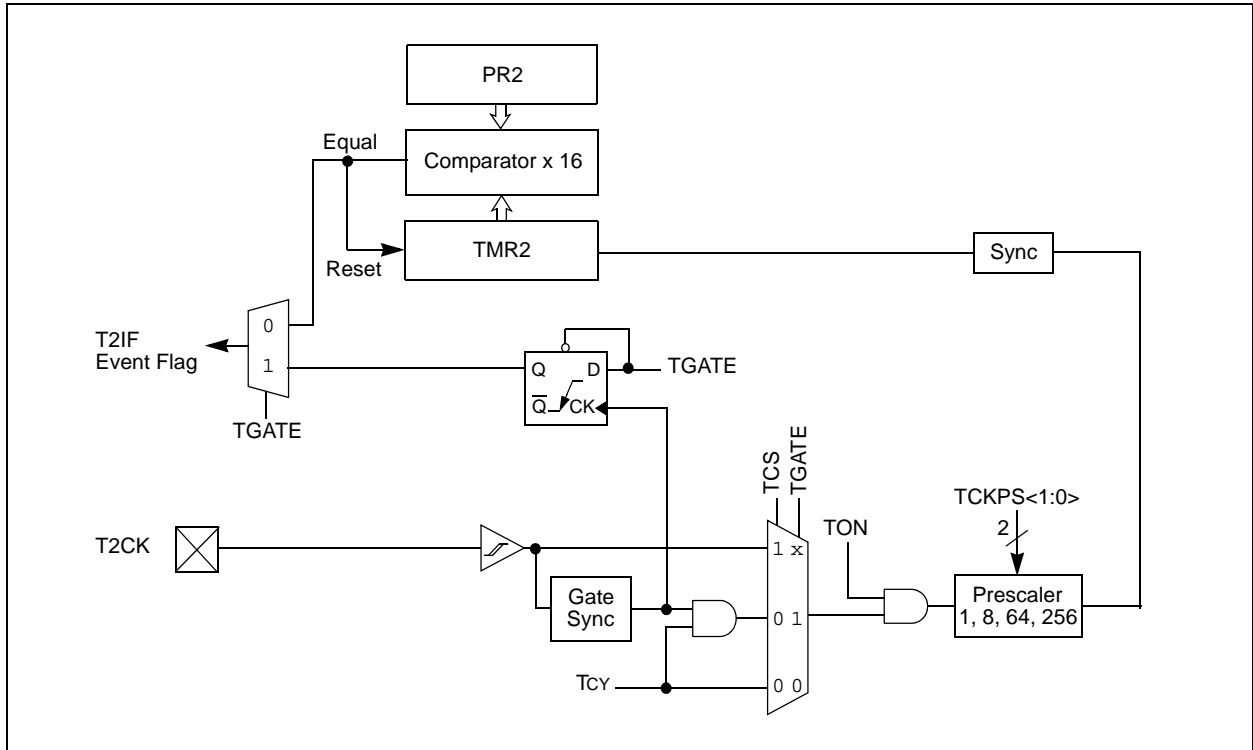 PR2
Equal
Comparator x 16
TMR2
Reset
Sync
0
T2IF
Event Flag
1
TGATE
Q D
Q̅ CK
TGATE
TCS
TGATE
TCKPS<1:0>
2
TON
T2CK
1 x
Gate
Sync
0 1
Prescaler
1, 8, 64, 256
TCY
0 0